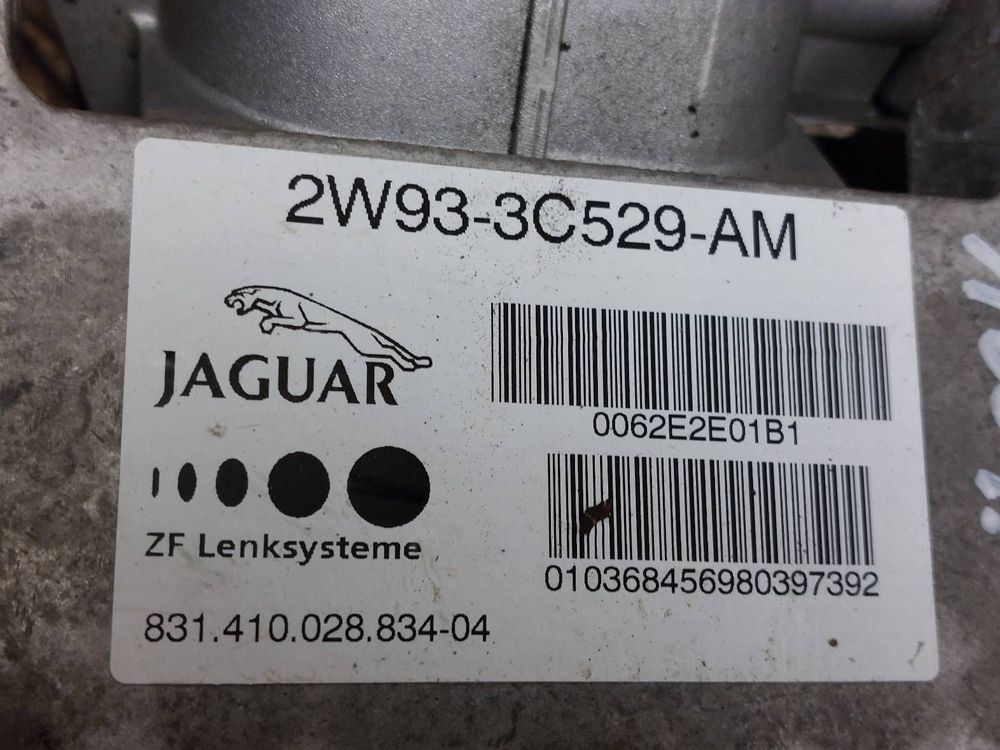 2W93-3C529-AM
JAGUAR
0062E2E01B1
ZF Lenksysteme
010368456980397392
831.410.028.834-04